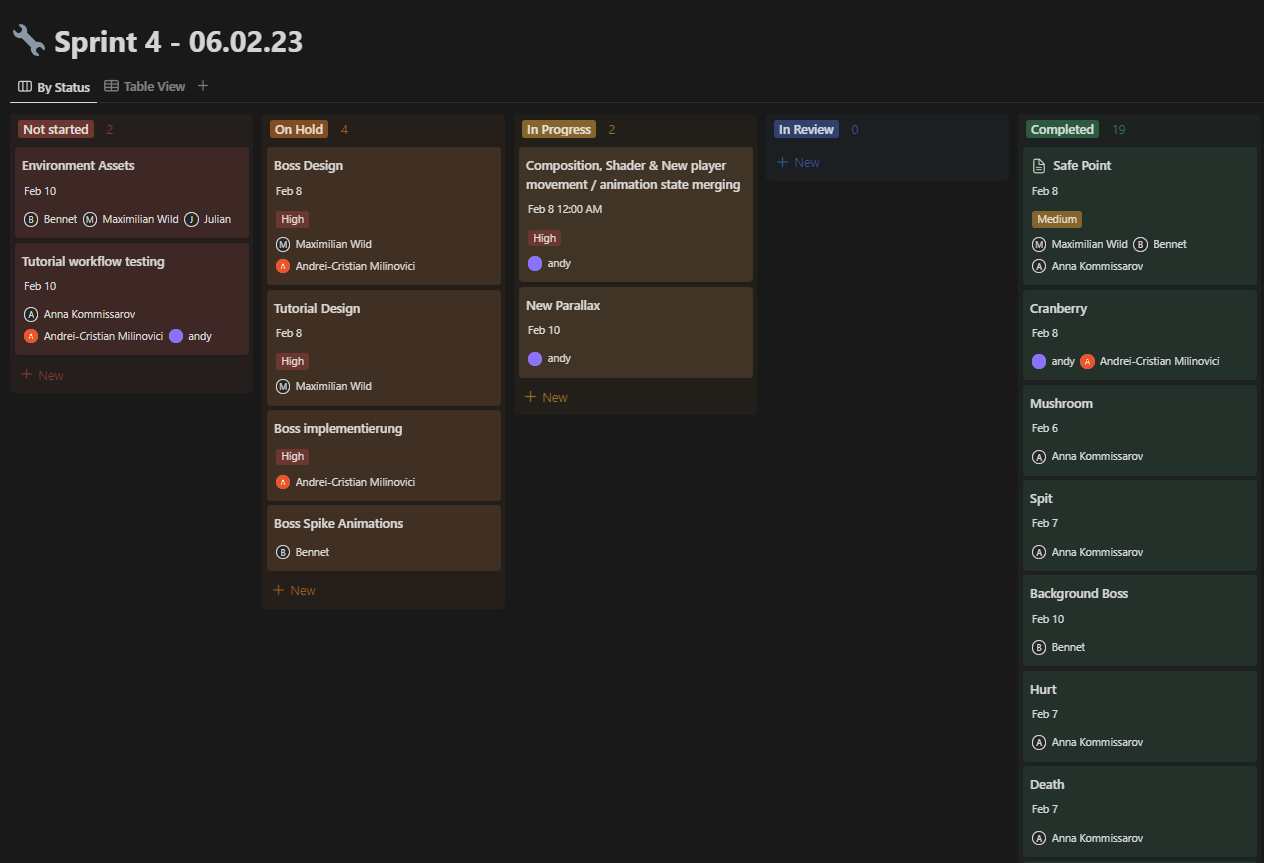 Sprint 4 - 06.02.23
By Status Table View +
Not started 2
Environment Assets
Feb 10
B Bennet M Maximilian Wild J Julian
Tutorial workflow testing
Feb 10
A Anna Kommissarov
A Andrei-Cristian Milinovici andy
+ New
On Hold 4
Boss Design
Feb 8
High
M Maximilian Wild
A Andrei-Cristian Milinovici
Tutorial Design
Feb 8
High
M Maximilian Wild
Boss implementierung
High
A Andrei-Cristian Milinovici
Boss Spike Animations
B Bennet
+ New
In Progress 2
Composition, Shader & New player
movement / animation state merging
Feb 8 12:00 AM
High
andy
New Parallax
Feb 10
andy
+ New
In Review 0
+ New
Completed 19
Safe Point
Feb 8
Medium
M Maximilian Wild B Bennet
A Anna Kommissarov
Cranberry
Feb 8
andy A Andrei-Cristian Milinovici
Mushroom
Feb 6
A Anna Kommissarov
Spit
Feb 7
A Anna Kommissarov
Background Boss
Feb 10
B Bennet
Hurt
Feb 7
A Anna Kommissarov
Death
Feb 7
A Anna Kommissarov